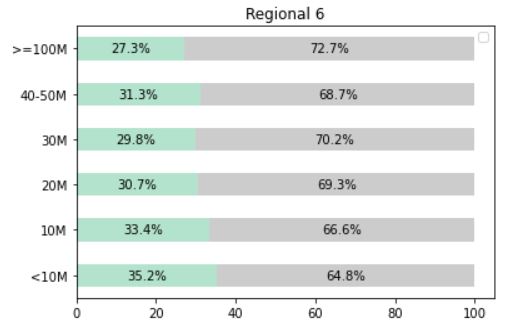 Regional 6
>=100M 27.3% 72.7%
40-50M 31.3% 68.7%
30M 29.8% 70.2%
20M 30.7% 69.3%
10M 33.4% 66.6%
<10M 35.2% 64.8%
0 20 40 60 80 100